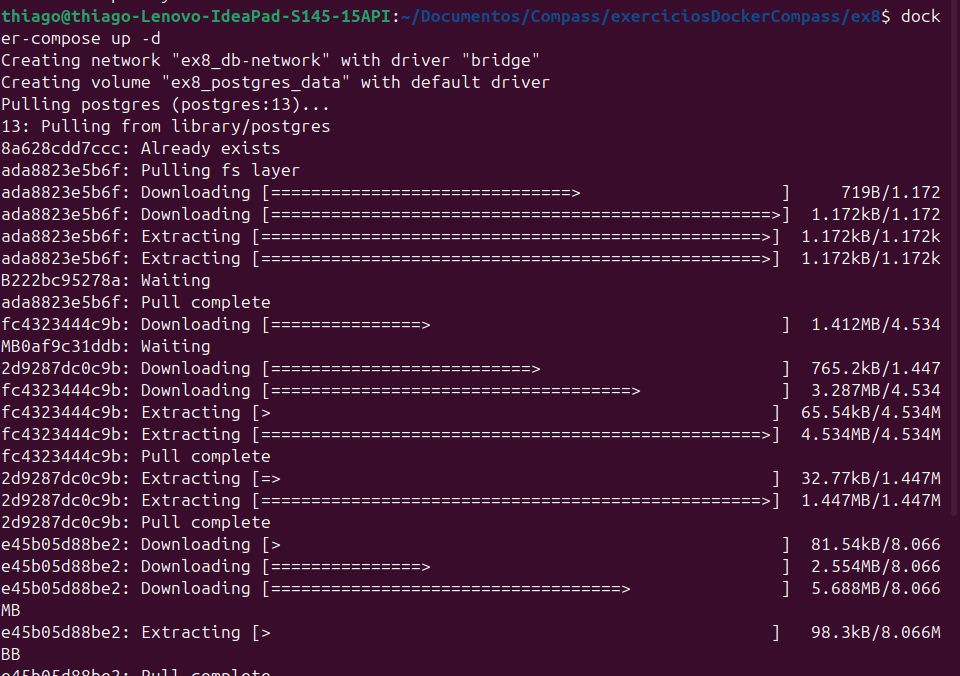 thiago@thiago-Lenovo-IdeaPad-S145-15API:~/Documentos/Compass/exerciciosDockerCompass/ex8$ dock
er-compose up -d
Creating network "ex8_db-network" with driver "bridge"
Creating volume "ex8_postgres_data" with default driver
Pulling postgres (postgres:13)...
13: Pulling from library/postgres
8a628cdd7ccc: Already exists
ada8823e5b6f: Pulling fs layer
ada8823e5b6f: Downloading [===============================>                    ]     719B/1.172
ada8823e5b6f: Downloading [==================================================>]  1.172kB/1.172
ada8823e5b6f: Extracting [==================================================>]  1.172kB/1.172k
ada8823e5b6f: Extracting [==================================================>]  1.172kB/1.172k
B222bc95278a: Waiting
ada8823e5b6f: Pull complete
fc4323444c9b: Downloading [===============>                                   ]  1.412MB/4.534
MB0af9c31ddb: Waiting
2d9287dc0c9b: Downloading [==========================>                        ]  765.2kB/1.447
fc4323444c9b: Downloading [====================================>              ]  3.287MB/4.534
fc4323444c9b: Extracting [>                                                  ]  65.54kB/4.534M
fc4323444c9b: Extracting [==================================================>]  4.534MB/4.534M
fc4323444c9b: Pull complete
2d9287dc0c9b: Extracting [=>                                                 ]  32.77kB/1.447M
2d9287dc0c9b: Extracting [==================================================>]  1.447MB/1.447M
2d9287dc0c9b: Pull complete
e45b05d88be2: Downloading [>                                                  ]  81.54kB/8.066
e45b05d88be2: Downloading [===============>                                   ]  2.554MB/8.066
e45b05d88be2: Downloading [===================================>               ]  5.688MB/8.066
MB
e45b05d88be2: Extracting [>                                                  ]   98.3kB/8.066M
BB
e45b05d88be2: Pull complete